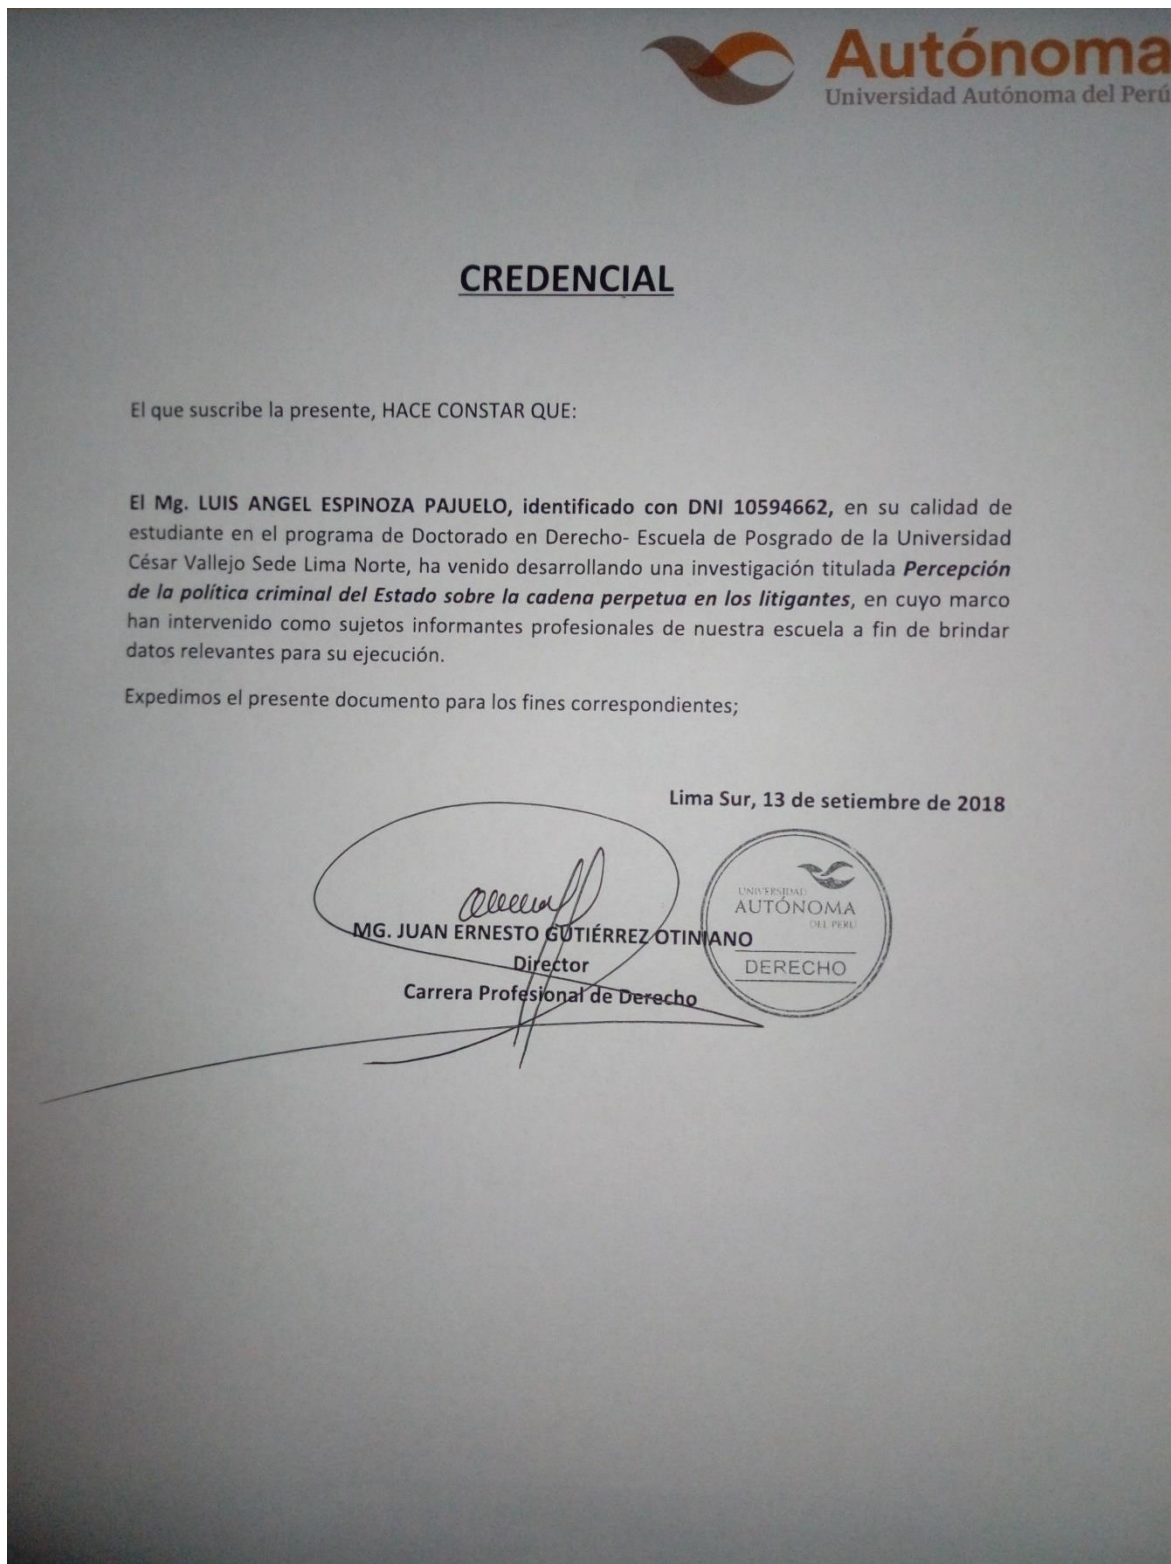 Autónoma
Universidad Autónoma del Perú
CREDENCIAL
El que suscribe la presente, HACE CONSTAR QUE:
El Mg. LUIS ANGEL ESPINOZA PAJUELO, identificado con DNI 10594662, en su calidad de
estudiante en el programa de Doctorado en Derecho- Escuela de Posgrado de la Universidad
César Vallejo Sede Lima Norte, ha venido desarrollando una investigación titulada Percepción
de la política criminal del Estado sobre la cadena perpetua en los litigantes, en cuyo marco
han intervenido como sujetos informantes profesionales de nuestra escuela a fin de brindar
datos relevantes para su ejecución.
Expedimos el presente documento para los fines correspondientes;
Lima Sur, 13 de setiembre de 2018
MG. JUAN ERNESTO GUTIÉRREZ OTINIANO
Director
Carrera Profesional de Derecho
UNIVERSIDAD
AUTÓNOMA
DEL PERÚ
DERECHO